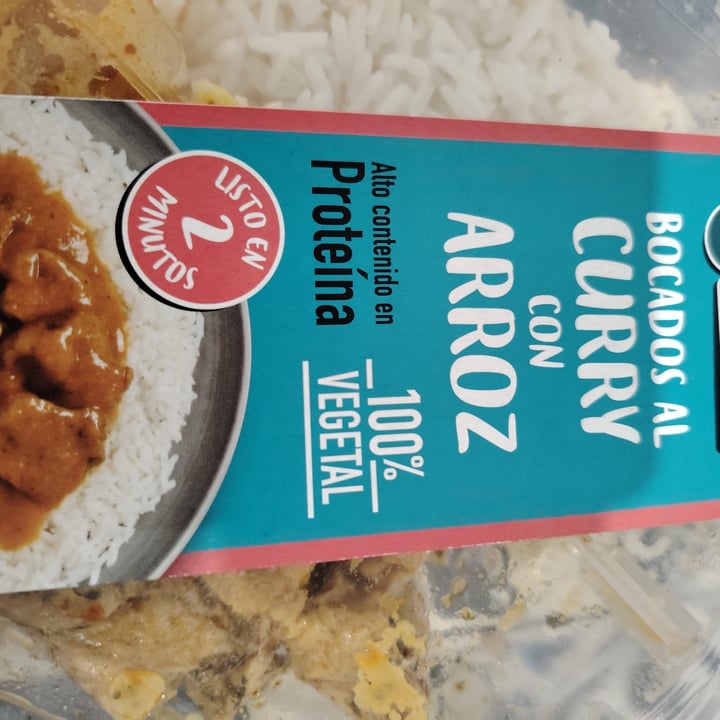 BOCADOS AL
CURRY
CON
ARROZ
Alto contenido en
Proteína
100%
VEGETAL
LISTO EN
2
MINUTOS